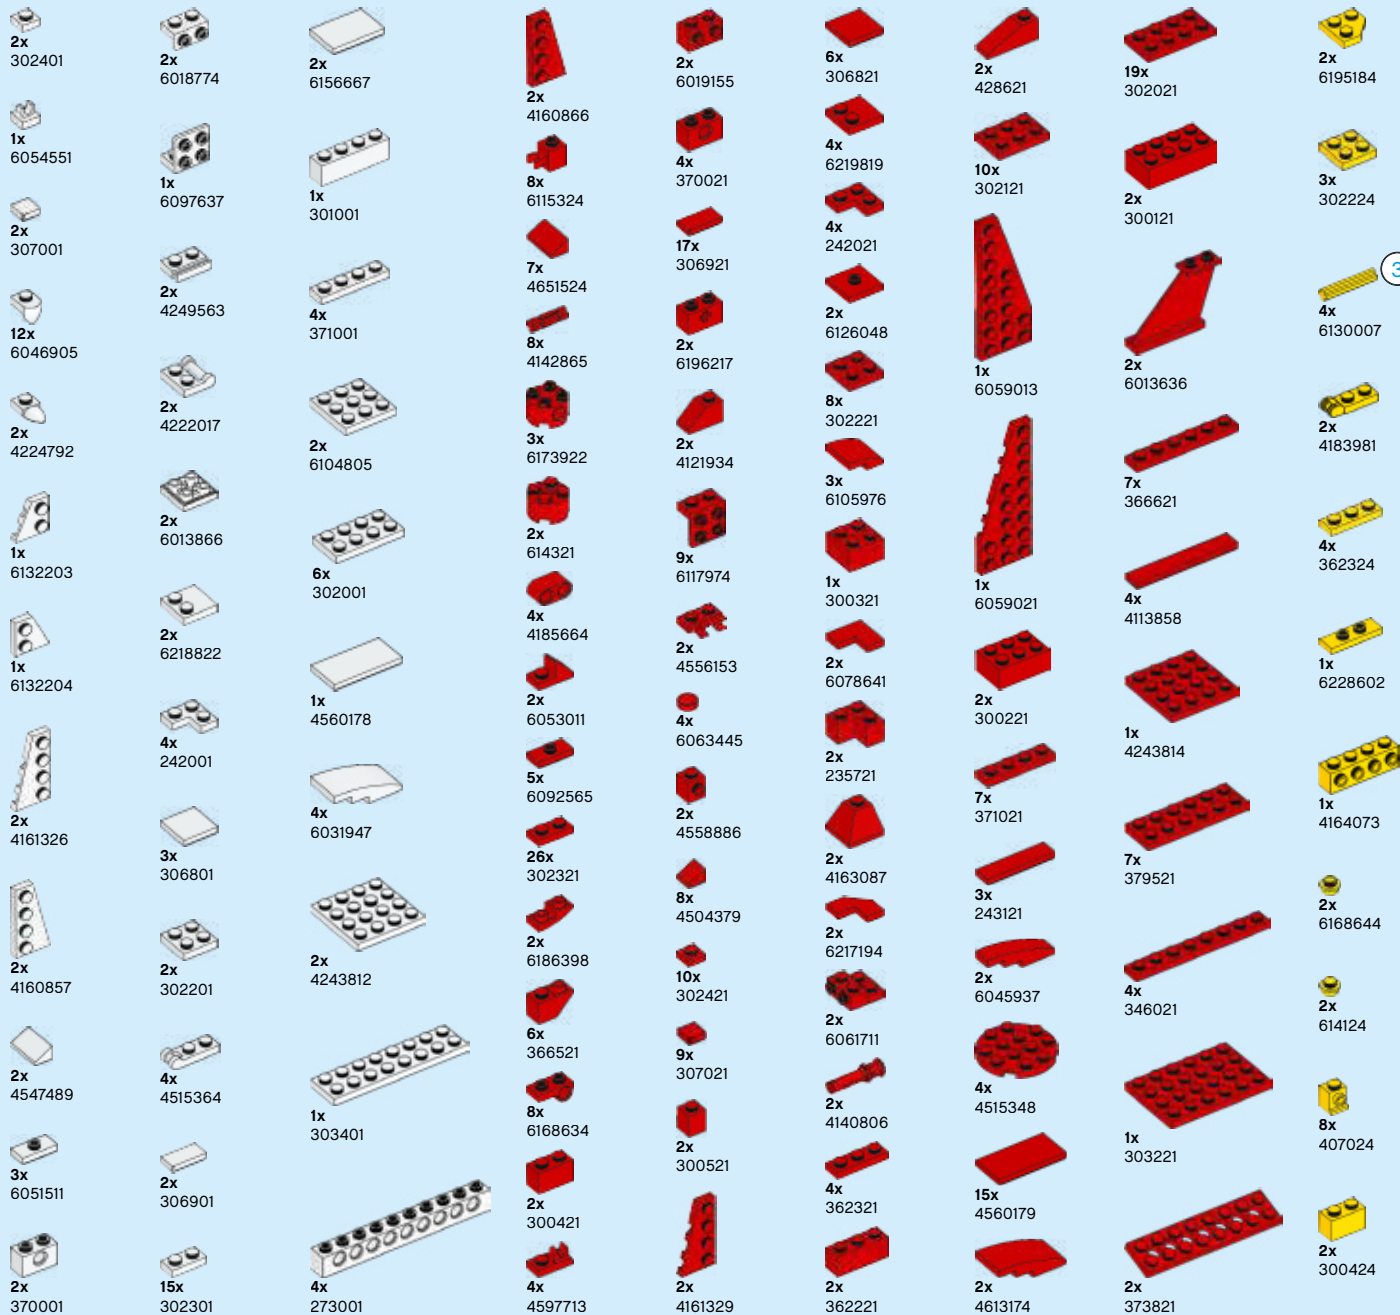 2x
302401
1x
6054551
2x
307001
12x
6046905
2x
4224792
1x
6132203
1x
6132204
2x
4161326
2x
4160857
2x
4547489
3x
6051511
2x
370001
2x
6018774
1x
6097637
2x
4249563
2x
4222017
2x
6013866
2x
6218822
4x
242001
3x
306801
2x
302201
4x
4515364
2x
306901
15x
302301
2x
6156667
1x
301001
4x
371001
2x
6104805
6x
302001
1x
4560178
4x
6031947
2x
4243812
1x
303401
4x
273001
2x
4160866
8x
6115324
7x
4651524
8x
4142865
3x
6173922
2x
614321
4x
4185664
2x
6053011
5x
6092565
26x
302321
2x
6186398
6x
366521
8x
6168634
2x
300421
4x
4597713
2x
6019155
4x
370021
17x
306921
2x
6196217
2x
4121934
9x
6117974
2x
4556153
4x
6063445
2x
4558886
8x
4504379
10x
302421
9x
307021
2x
300521
2x
4161329
6x
306821
4x
6219819
4x
242021
2x
6126048
8x
302221
3x
6105976
1x
300321
2x
6078641
2x
235721
2x
4163087
2x
6217194
2x
6061711
2x
4140806
4x
362321
2x
362221
2x
428621
10x
302121
1x
6059013
1x
6059021
2x
300221
7x
371021
3x
243121
2x
6045937
4x
4515348
15x
4560179
2x
4613174
19x
302021
2x
300121
2x
6013636
7x
366621
4x
4113858
1x
4243814
7x
379521
4x
346021
1x
303221
2x
373821
2x
6195184
3x
302224
3
4x
6130007
2x
4183981
4x
362324
1x
6228602
1x
4164073
2x
6168644
2x
614124
8x
407024
2x
300424